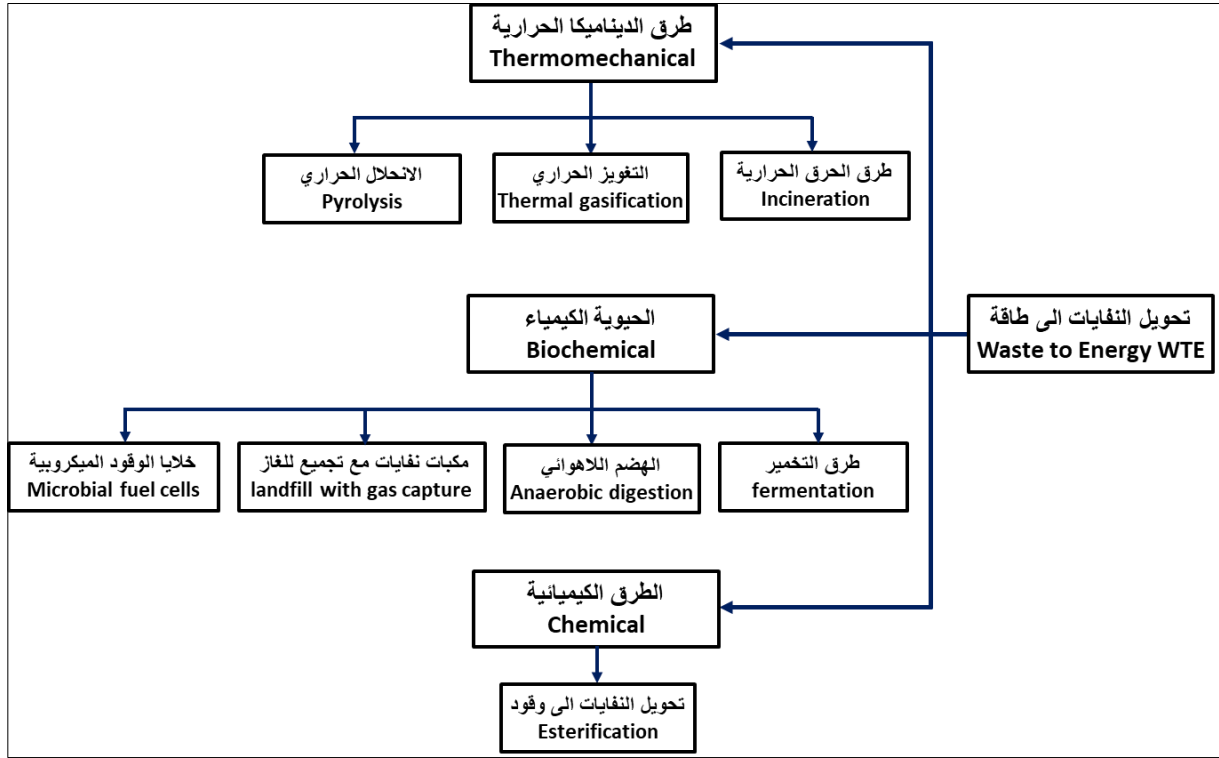 طرق الديناميكا الحرارية
Thermomechanical
طرق الحرق الحرارية
Incineration
التغويز الحراري
Thermal gasification
الانحلال الحراري
Pyrolysis
تحويل النفايات الى طاقة
Waste to Energy WTE
الحيوية الكيمياء
Biochemical
طرق التخمير
fermentation
الهضم اللاهوائي
Anaerobic digestion
مكبات نفايات مع تجميع للغاز
landfill with gas capture
خلايا الوقود الميكروبية
Microbial fuel cells
الطرق الكيميائية
Chemical
تحويل النفايات الى وقود
Esterification